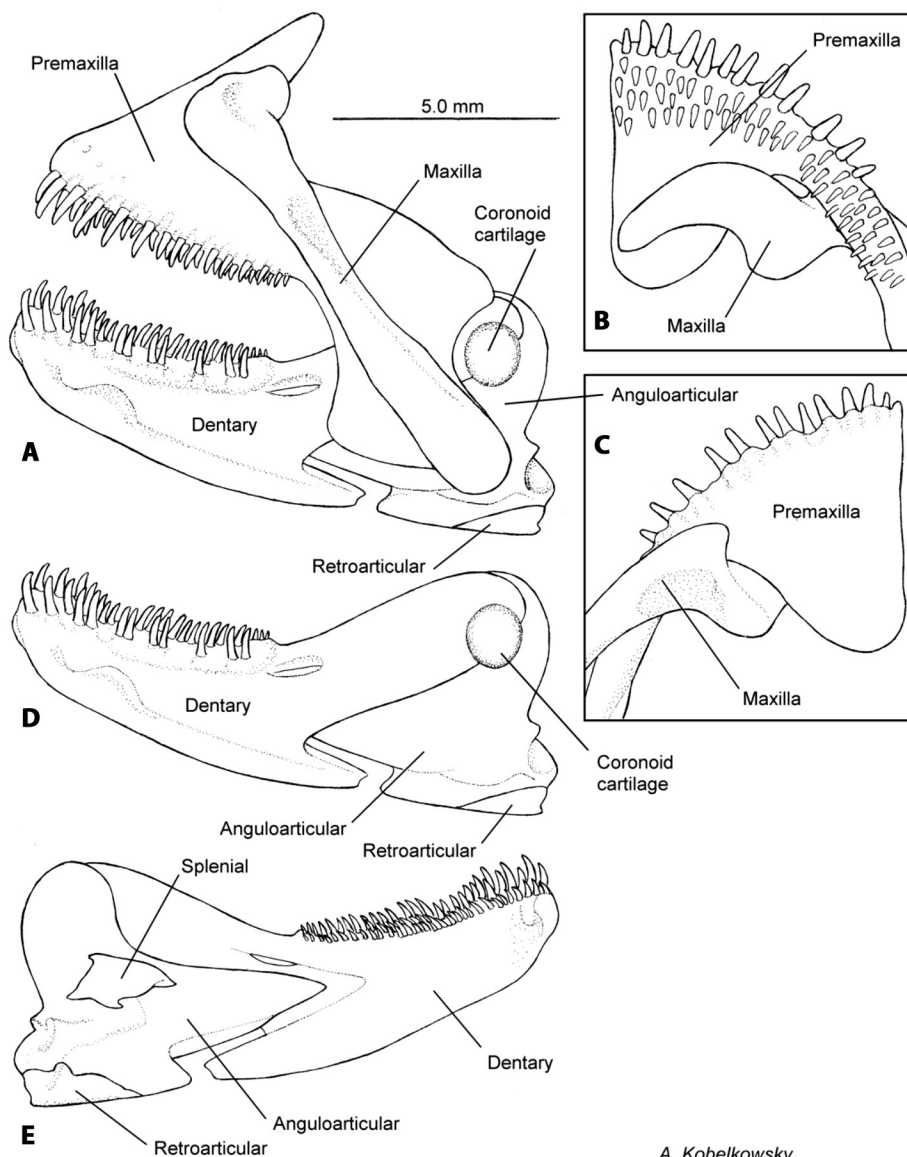 Premaxilla
5.0 mm
Maxilla
Coronoid
cartilage
Dentary
Anguloarticular
A
Retroarticular
Premaxilla
Maxilla
B
C
Premaxilla
Maxilla
D
Dentary
Coronoid
cartilage
Anguloarticular
Retroarticular
Splenial
Dentary
Anguloarticular
E
Retroarticular
A. Kobelkowsky